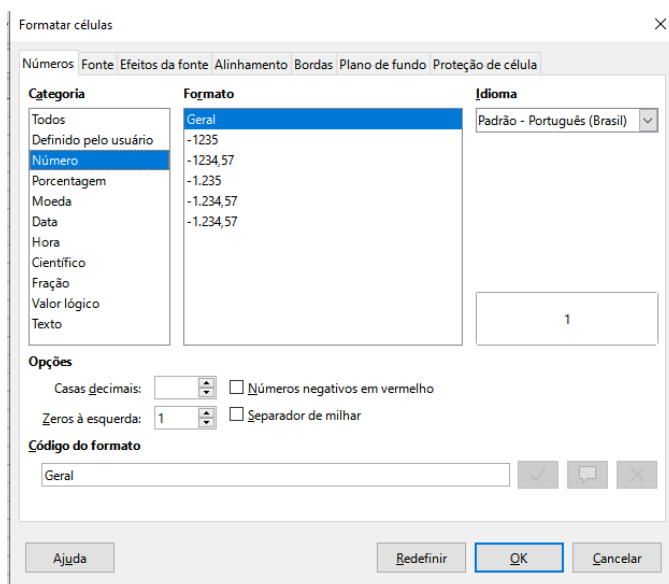 Formatar células
Números Fonte Efeitos da fonte Alinhamento Bordas Plano de fundo Proteção de célula
Categoria
Todos
Definido pelo usuário
Número
Porcentagem
Moeda
Data
Hora
Científico
Fração
Valor lógico
Texto
Formato
Geral
-1235
-1234,57
-1.235
-1.234,57
-1.234,57
Idioma
Padrão - Português (Brasil)
1
Opções
Casas decimais:
Números negativos em vermelho
Zeros à esquerda: 1
Separador de milhar
Código do formato
Geral
Ajuda Redefinir OK Cancelar